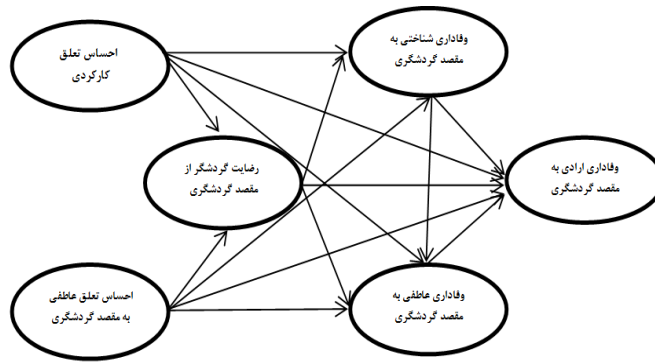 احساس تعلق
کارکردی
وفاداری شناختی به
مقصد گردشگری
رضایت گردشگر از
مقصد گردشگری
وفاداری ارادی به
مقصد گردشگری
احساس تعلق عاطفی
به مقصد گردشگری
وفاداری عاطفی به
مقصد گردشگری